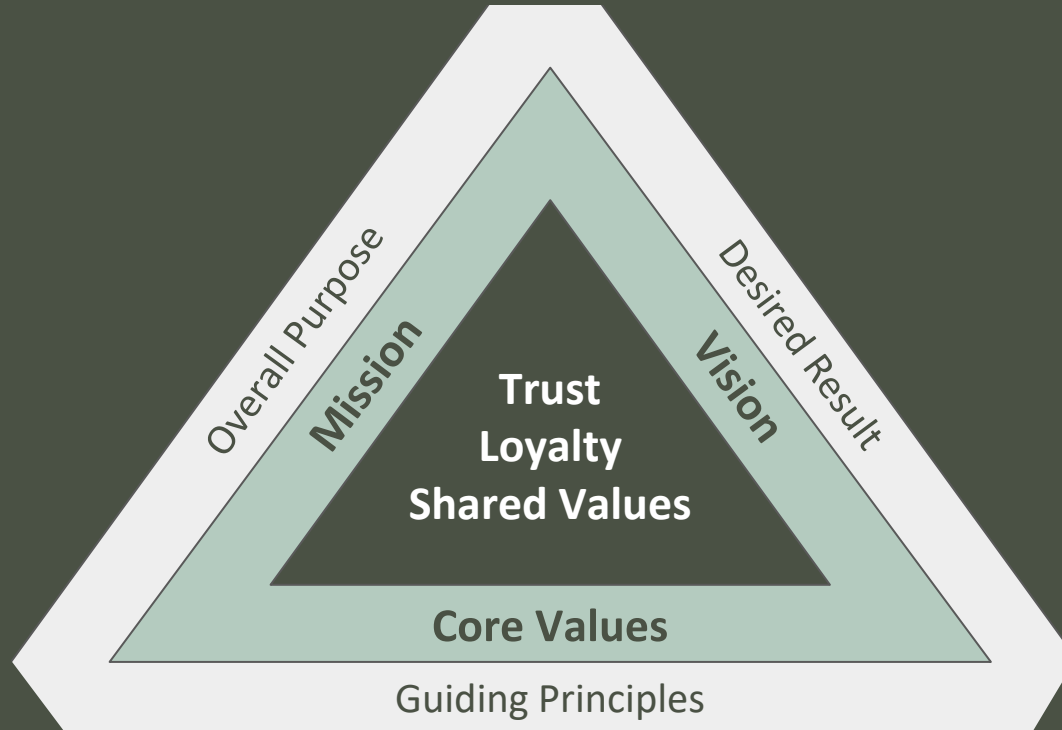 Overall Purpose
Mission
Desired Result
Vision
Trust
Loyalty
Shared Values
Core Values
Guiding Principles